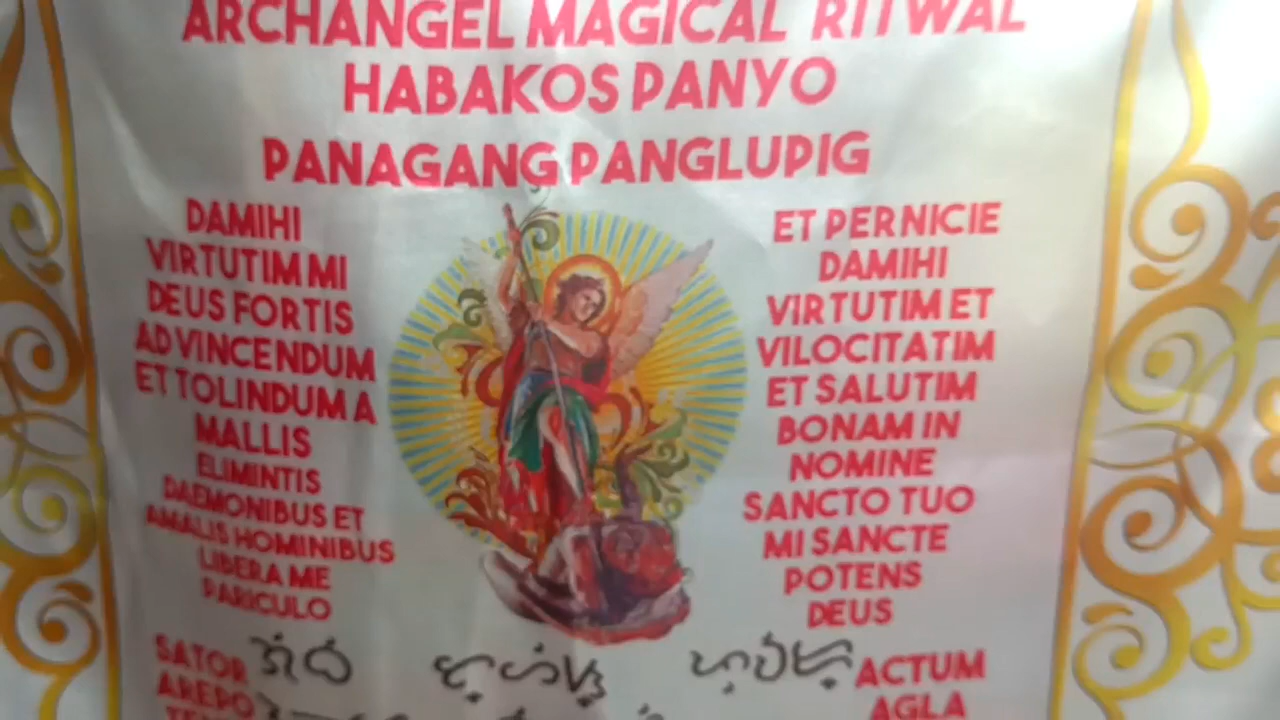 ARCHANGEL MAGICAL RITWAL
HABAKOS PANYO
PANAGANG PANGLUPIG
DAMIHI
VIRTUTIM MI
DEUS FORTIS
AD VINCENDUM
ET TOLINDUM A
MALLIS
ELIMINTIS
DAEMONIBUS ET
AMALIS HOMINIBUS
LIBERA ME
PARICULO
ET PERNICIE
DAMIHI
VIRTUTIM ET
VILOCITATIM
ET SALUTIM
BONAM IN
NOMINE
SANCTO TUO
MI SANCTE
POTENS
DEUS
SATOR
AREPO
ACTUM
AGLA